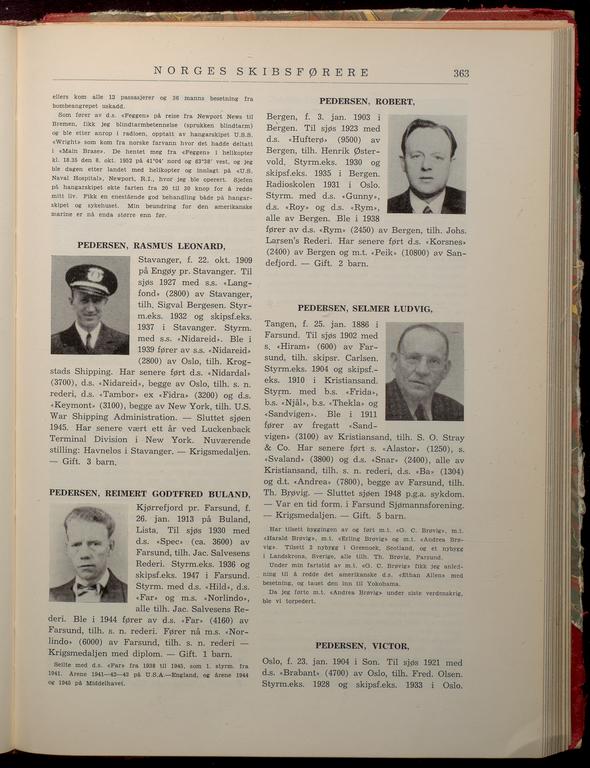 NORGES SKIBSFØRERE 363
ellers kom alle 12 passasjerer og 36 manns besetning fra
bombeangrepet uskadd.
Som fører av d.s. «Feggen» på reise fra Newport News til
Bremen, fikk jeg blindtarmbetennelse (sprukken blindtarm)
og ble etter anrop i radioen, opptatt av hangarskipet U.S.S.
«Wright» som kom fra norske farvann hvor det hadde deltatt
i «Main Brase». De hentet meg fra «Feggen» i helikopter
kl. 18.35 den 8. okt. 1952 på 41°04' nord og 63°38' vest, og jeg
ble dagen etter landet med helikopter og innlagt på «U.S.
Naval Hospital», Newport, R.I., hvor jeg ble operert. Sjefen
på hangarskipet økte farten fra 20 til 30 knop for å redde
mitt liv. Fikk en enestående god behandling både på hangar-
skipet og sykehuset. Min beundring for den amerikanske
marine er nå enda større enn før.
PEDERSEN, RASMUS LEONARD,
Stavanger, f. 22. okt. 1909
på Engøy pr. Stavanger. Til
sjøs 1927 med s.s. «Lang-
fond» (2800) av Stavanger,
tilh. Sigval Bergesen. Styr-
m.eks. 1932 og skipsf.eks.
1937 i Stavanger. Styrm.
med s.s. «Nidareid». Ble i
1939 fører av s.s. «Nidareid»
(2800) av Oslo, tilh. Krog-
stads Shipping. Har senere ført d.s. «Nidardal»
(3700), d.s. «Nidareid», begge av Oslo, tilh. s. n.
rederi, d.s. «Tambor» ex «Fidra» (3200) og d.s.
«Keymont» (3100), begge av New York, tilh. U.S.
War Shipping Administration. — Sluttet sjøen
1945. Har senere vært ett år ved Luckenback
Terminal Division i New York. Nuværende
stilling: Havnelos i Stavanger. — Krigsmedaljen.
— Gift. 3 barn.
PEDERSEN, REIMERT GODTFRED BULAND,
Kjørrefjord pr. Farsund, f.
26. jan. 1913 på Buland,
Lista. Til sjøs 1930 med
d.s. «Spec» (ca. 3600) av
Farsund, tilh. Jac. Salvesens
Rederi. Styrm.eks. 1936 og
skipsf.eks. 1947 i Farsund.
Styrm. med d.s. «Hild», d.s.
«Far» og m.s. «Norlindo»,
alle tilh. Jac. Salvesens Re-
deri. Ble i 1944 fører av d.s. «Far» (4160) av
Farsund, tilh. s. n. rederi. Fører nå m.s. «Nor-
lindo» (6000) av Farsund, tilh. s. n. rederi —
Krigsmedaljen med diplom. — Gift. 1 barn.
Seilte med d.s. «Far» fra 1938 til 1945, som 1. styrm. fra
1941. Årene 1941—42—43 på U.S.A.—England, og årene 1944
og 1945 på Middelhavet.
PEDERSEN, ROBERT,
Bergen, f. 3. jan. 1903 i
Bergen. Til sjøs 1923 med
d.s. «Hufterø» (9500) av
Bergen, tilh. Henrik Øster-
vold. Styrm.eks. 1930 og
skipsf.eks. 1935 i Bergen.
Radioskolen 1931 i Oslo.
Styrm. med d.s. «Gunny»,
d.s. «Roy» og d.s. «Rym»,
alle av Bergen. Ble i 1938
fører av d.s. «Rym» (2450) av Bergen, tilh. Johs.
Larsen's Rederi. Har senere ført d.s. «Korsnes»
(2400) av Bergen og m.t. «Peik» (10800) av San-
defjord. — Gift. 2 barn.
PEDERSEN, SELMER LUDVIG,
Tangen, f. 25. jan. 1886 i
Farsund. Til sjøs 1902 med
s. «Hiram» (600) av Far-
sund, tilh. skipsr. Carlsen.
Styrm.eks. 1904 og skipsf.-
eks. 1910 i Kristiansand.
Styrm. med b.s. «Frida»,
b.s. «Njål», b.s. «Thekla» og
«Sandvigen». Ble i 1911
fører av fregatt «Sand-
vigen» (3100) av Kristiansand, tilh. S. O. Stray
& Co. Har senere ført s. «Alastor» (1250), s.
«Svaland» (3800) og d.s. «Snar» (2400), alle av
Kristiansand, tilh. s. n. rederi, d.s. «Ba» (1304)
og d.t. «Andrea» (7800), begge av Farsund, tilh.
Th. Brøvig. — Sluttet sjøen 1948 p.g.a. sykdom.
— Var en tid form. i Farsund Sjømannsforening.
— Krigsmedaljen. — Gift. 5 barn.
Har tilsett byggingen av og ført m.t. «G. C. Brøvig», m.t.
«Harald Brøvig», m.t. «Erling Brøvig» og m.t. «Andrea Brø-
vig». Tilsett 2 nybygg i Greenock, Scotland, og et nybygg
i Landskrona, Sverige, alle tilh. Th. Brøvig, Farsund.
Under min fartstid av m.t. «G. C. Brøvig» fikk jeg anled-
ning til å redde det amerikanske d.s. «Ethan Allen» med
besetning, og tauet den inn til Yokohama.
Da jeg førte m.t. «Andrea Brøvig» under siste verdenskrig,
ble vi torpedert.
PEDERSEN, VICTOR,
Oslo, f. 23. jan. 1904 i Son. Til sjøs 1921 med
d.s. «Brabant» (4700) av Oslo, tilh. Fred. Olsen.
Styrm.eks. 1928 og skipsf.eks. 1933 i Oslo.